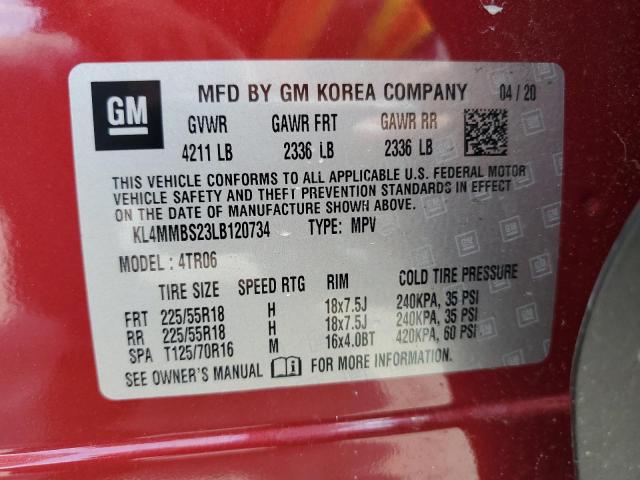 GM
MFD BY GM KOREA COMPANY 04 / 20
GVWR GAWR FRT GAWR RR
4211 LB 2336 LB 2336 LB
THIS VEHICLE CONFORMS TO ALL APPLICABLE U.S. FEDERAL MOTOR
VEHICLE SAFETY AND THEFT PREVENTION STANDARDS IN EFFECT
ON THE DATE OF MANUFACTURE SHOWN ABOVE.
KL4MMBS23LB120734 TYPE: MPV
MODEL: 4TR06
TIRE SIZE SPEED RTG RIM COLD TIRE PRESSURE
FRT 225/55R18 H 18x7.5J 240KPA, 35 PSI
RR 225/55R18 H 18x7.5J 240KPA, 35 PSI
SPA T125/70R16 M 16x4.0BT 420KPA, 60 PSI
SEE OWNER'S MANUAL FOR MORE INFORMATION.